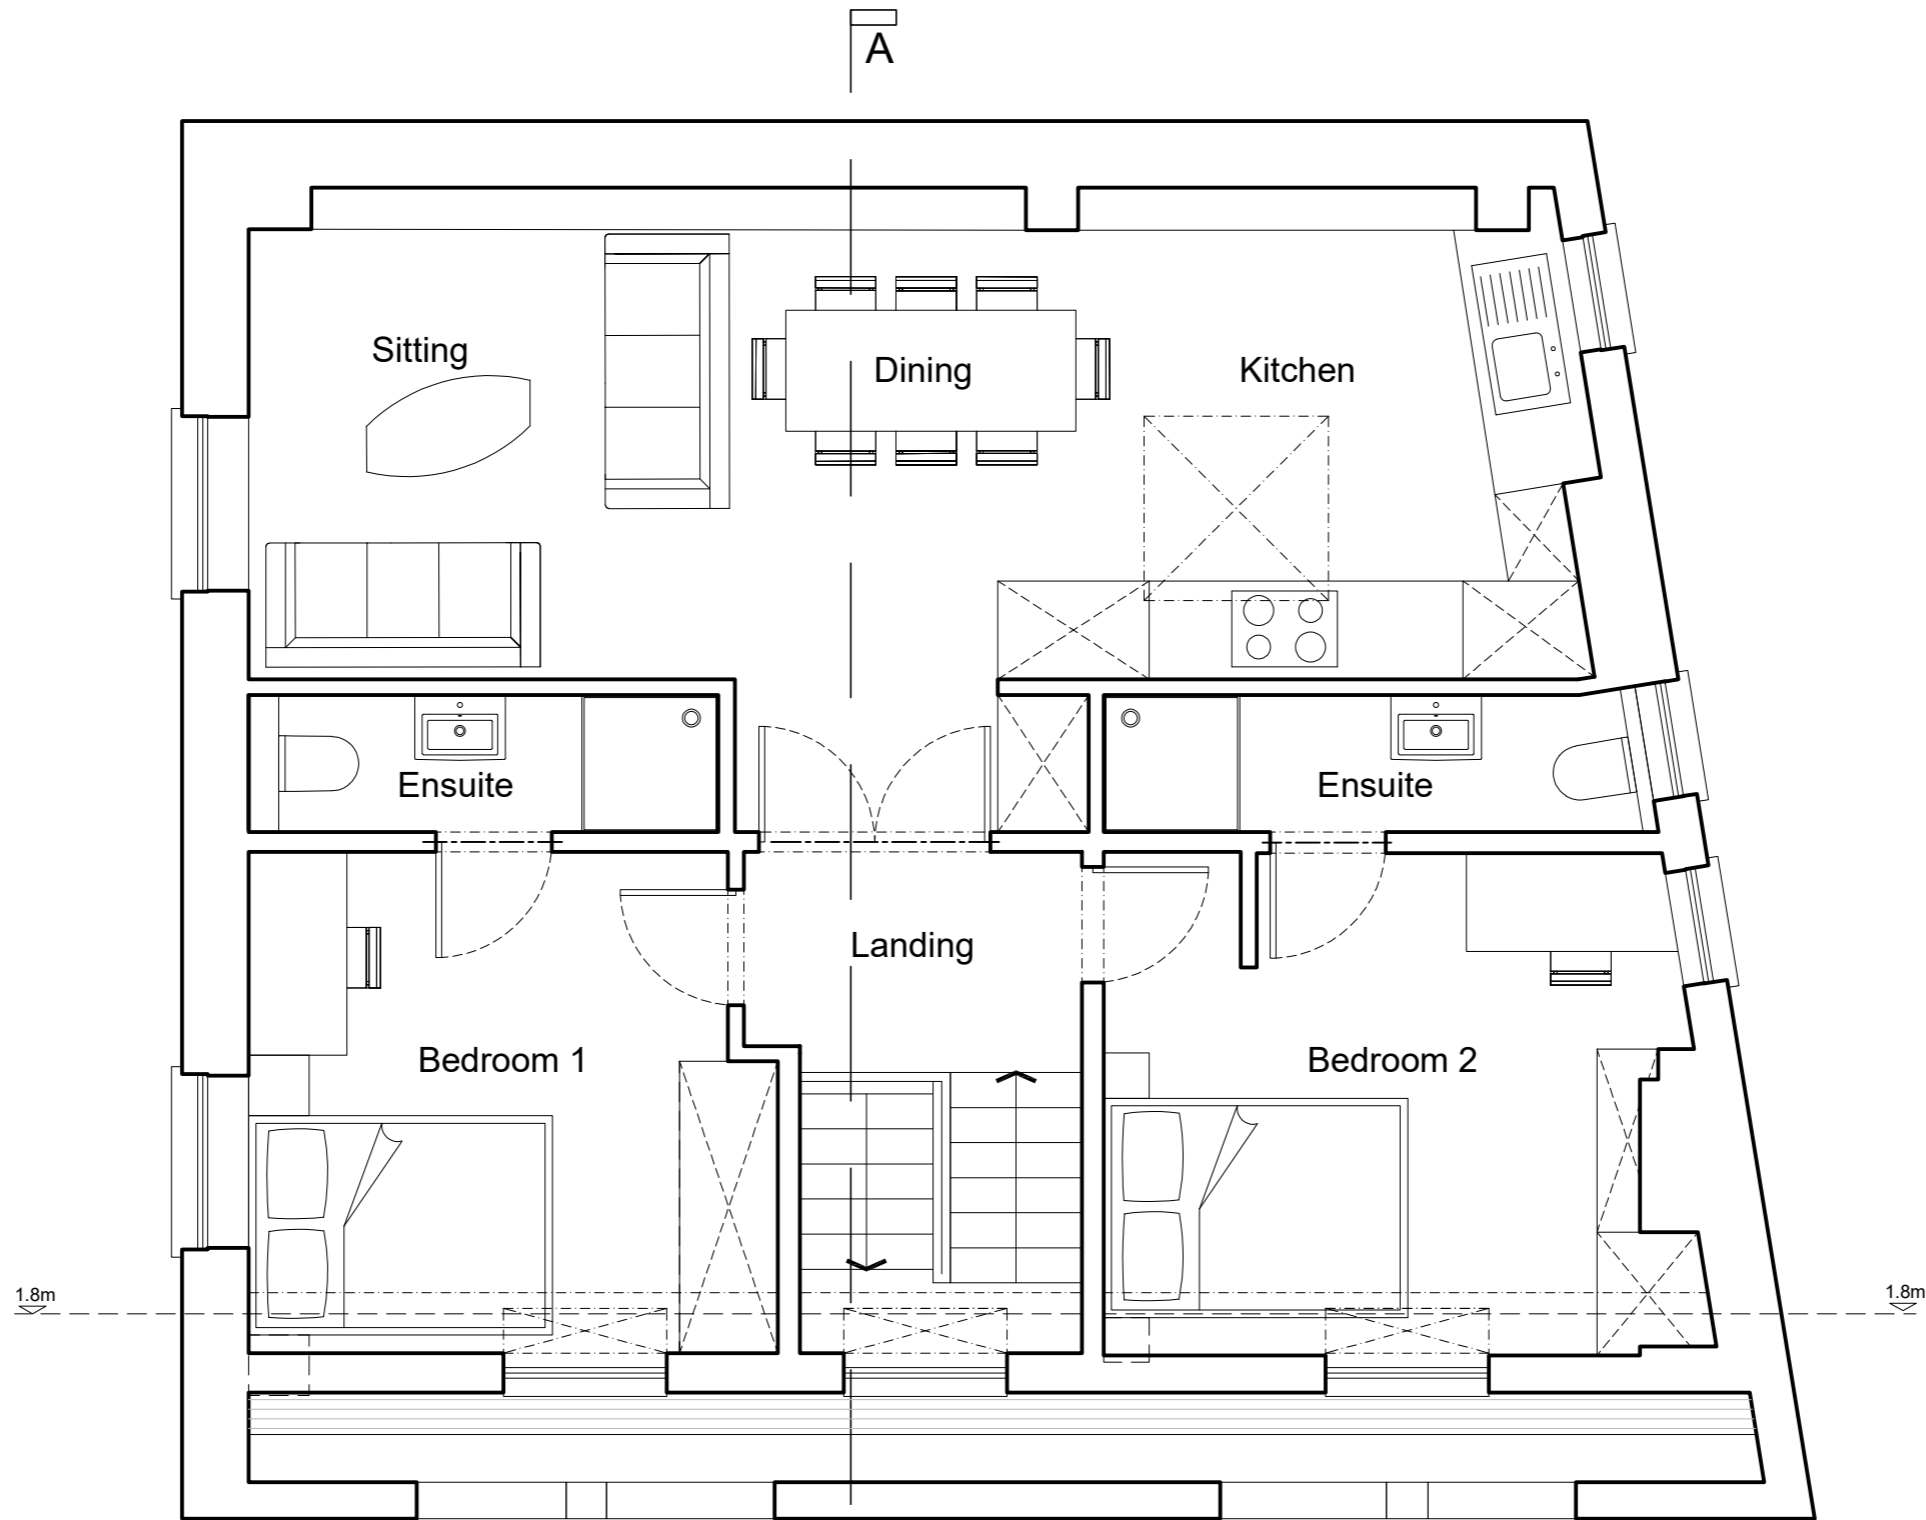 A
Sitting
Dining
Kitchen
Ensuite
Ensuite
Landing
Bedroom 1
Bedroom 2
1.8m
1.8m